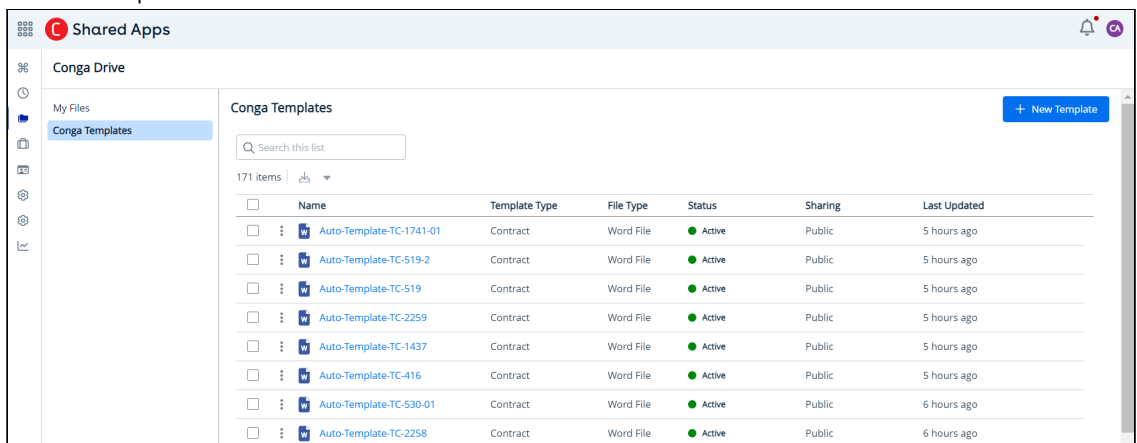 C Shared Apps
CA
Conga Drive
My Files
Conga Templates
Conga Templates
+ New Template
Search this list
171 items
Name Template Type File Type Status Sharing Last Updated
Auto-Template-TC-1741-01 Contract Word File Active Public 5 hours ago
Auto-Template-TC-519-2 Contract Word File Active Public 5 hours ago
Auto-Template-TC-519 Contract Word File Active Public 5 hours ago
Auto-Template-TC-2259 Contract Word File Active Public 5 hours ago
Auto-Template-TC-1437 Contract Word File Active Public 5 hours ago
Auto-Template-TC-416 Contract Word File Active Public 5 hours ago
Auto-Template-TC-530-01 Contract Word File Active Public 6 hours ago
Auto-Template-TC-2258 Contract Word File Active Public 6 hours ago